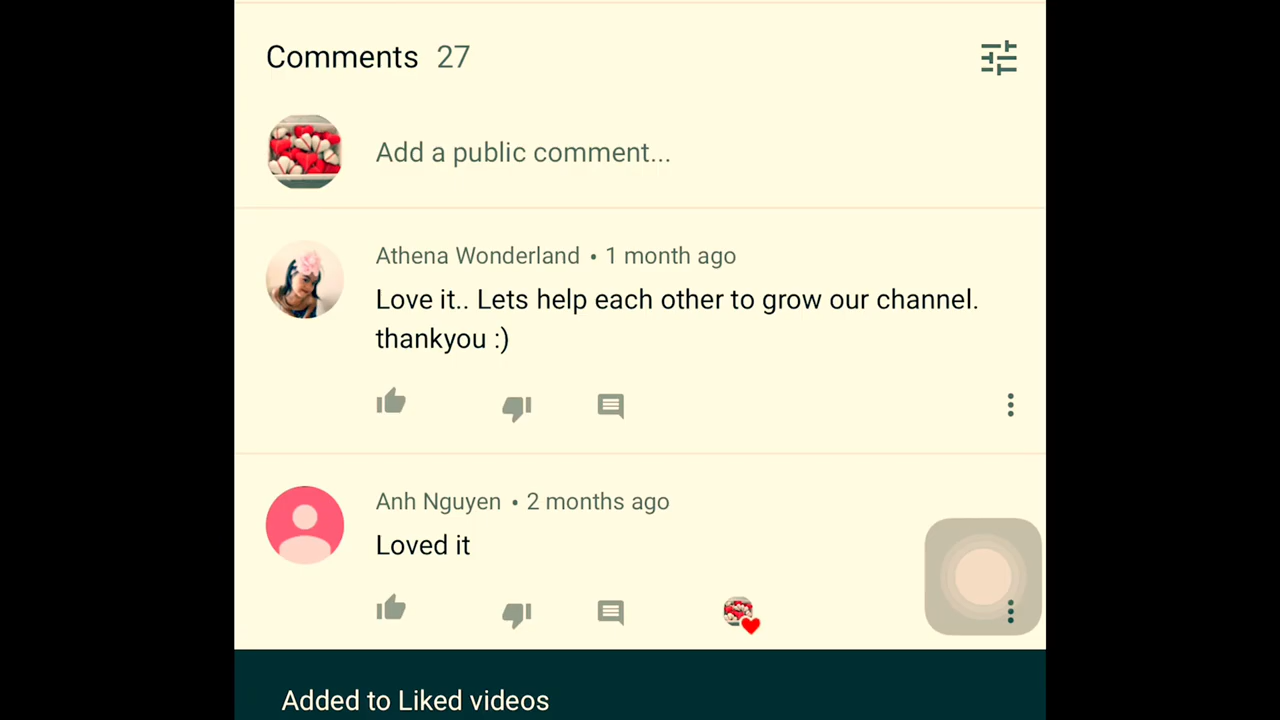 Comments 27
Add a public comment...
Athena Wonderland • 1 month ago
Love it.. Lets help each other to grow our channel.
thankyou :)
Anh Nguyen • 2 months ago
Loved it
Added to Liked videos